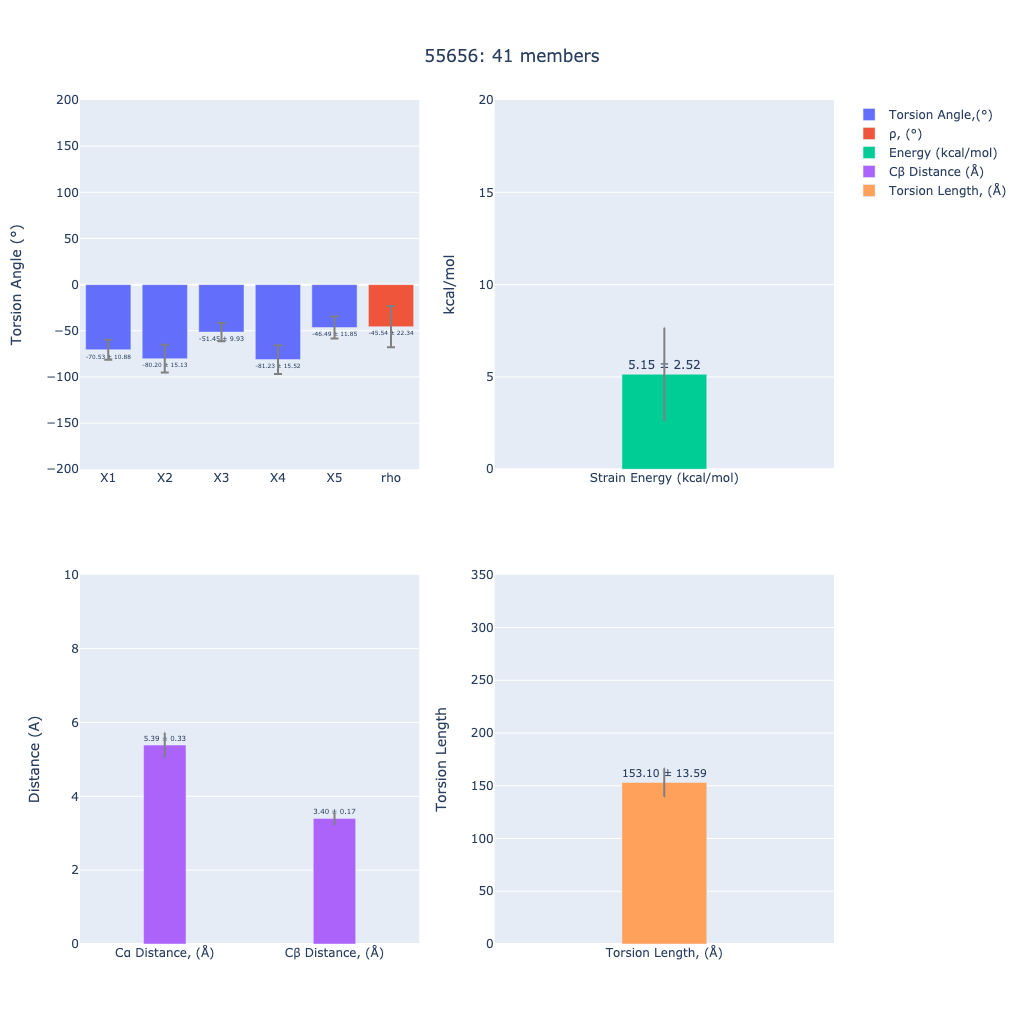 55656: 41 members
Torsion Angle,(°)
ρ, (°)
Energy (kcal/mol)
Cβ Distance (Å)
Torsion Length, (Å)
Torsion Angle (°)
200
150
100
50
0
−50
−100
−150
−200
-70.53 ± 10.88
-80.20 ± 15.13
-51.45 ± 9.93
-81.23 ± 15.52
-46.49 ± 11.85
-45.54 ± 22.34
X1
X2
X3
X4
X5
rho
kcal/mol
20
15
10
5
0
5.15 ± 2.52
Strain Energy (kcal/mol)
Distance (A)
10
8
6
4
2
0
5.39 ± 0.33
3.40 ± 0.17
Cα Distance, (Å)
Cβ Distance, (Å)
Torsion Length
350
300
250
200
150
100
50
0
153.10 ± 13.59
Torsion Length, (Å)